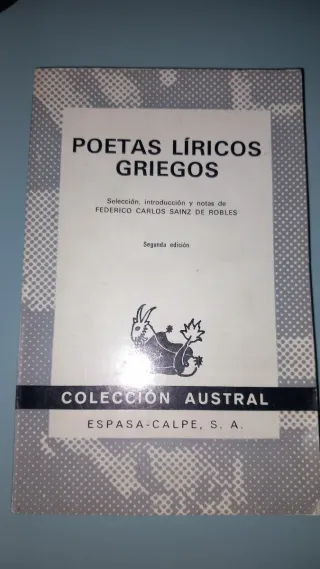 POETAS LÍRICOS
GRIEGOS
Selección, introducción y notas de
FEDERICO CARLOS SAINZ DE ROBLES
Segunda edición
COLECCIÓN AUSTRAL
ESPASA-CALPE, S. A.